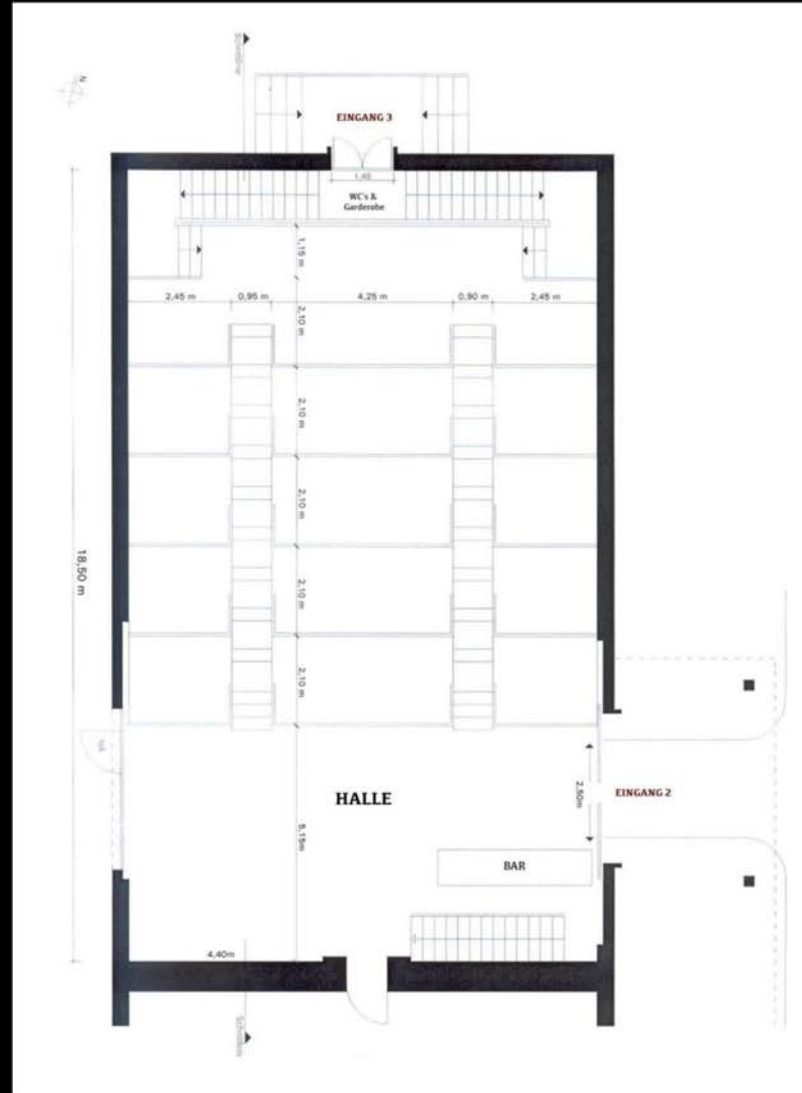 N
EINGANG 3
1,40
WC's &
Garderobe
1,15 m
2,45 m
0,95 m
4,25 m
0,90 m
2,45 m
2,10 m
2,10 m
2,10 m
2,10 m
2,10 m
18,50 m
HALLE
2,50m
EINGANG 2
5,15m
BAR
4,40m